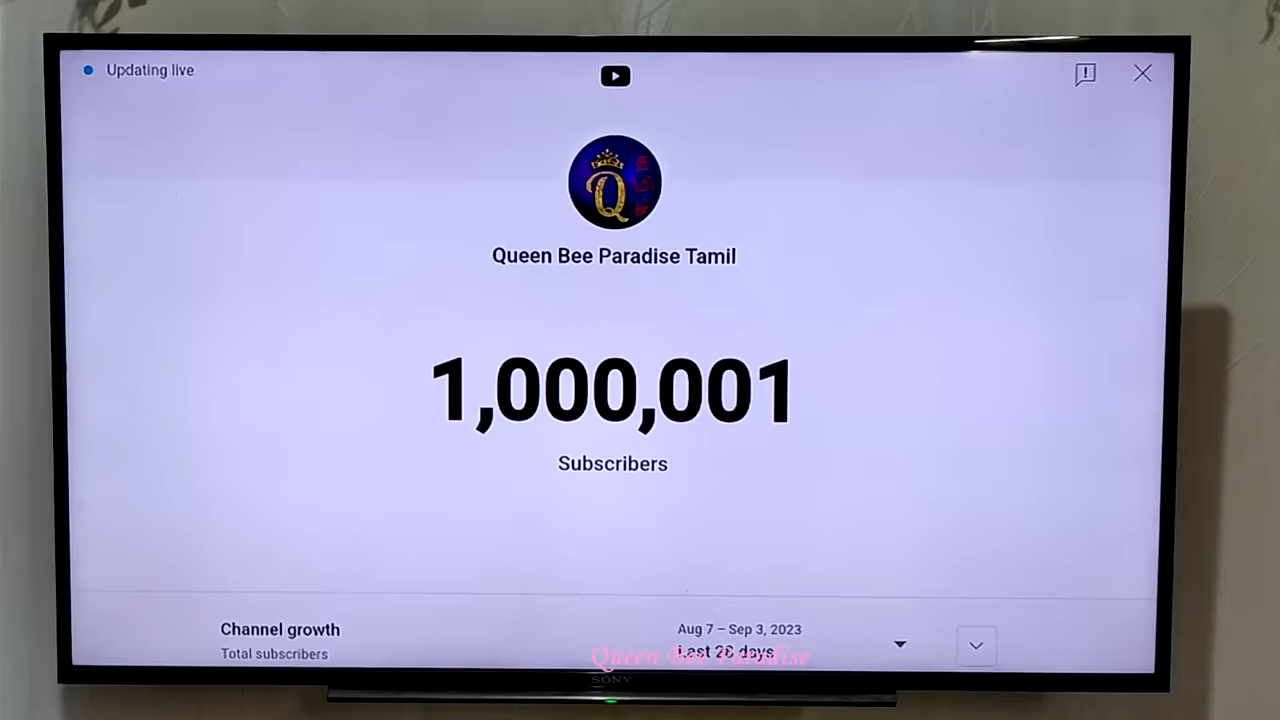 Updating live
Q
Queen Bee Paradise Tamil
1,000,001
Subscribers
Channel growth
Total subscribers
Aug 7 – Sep 3, 2023
Last 28 days
Queen Bee Paradise
SONY